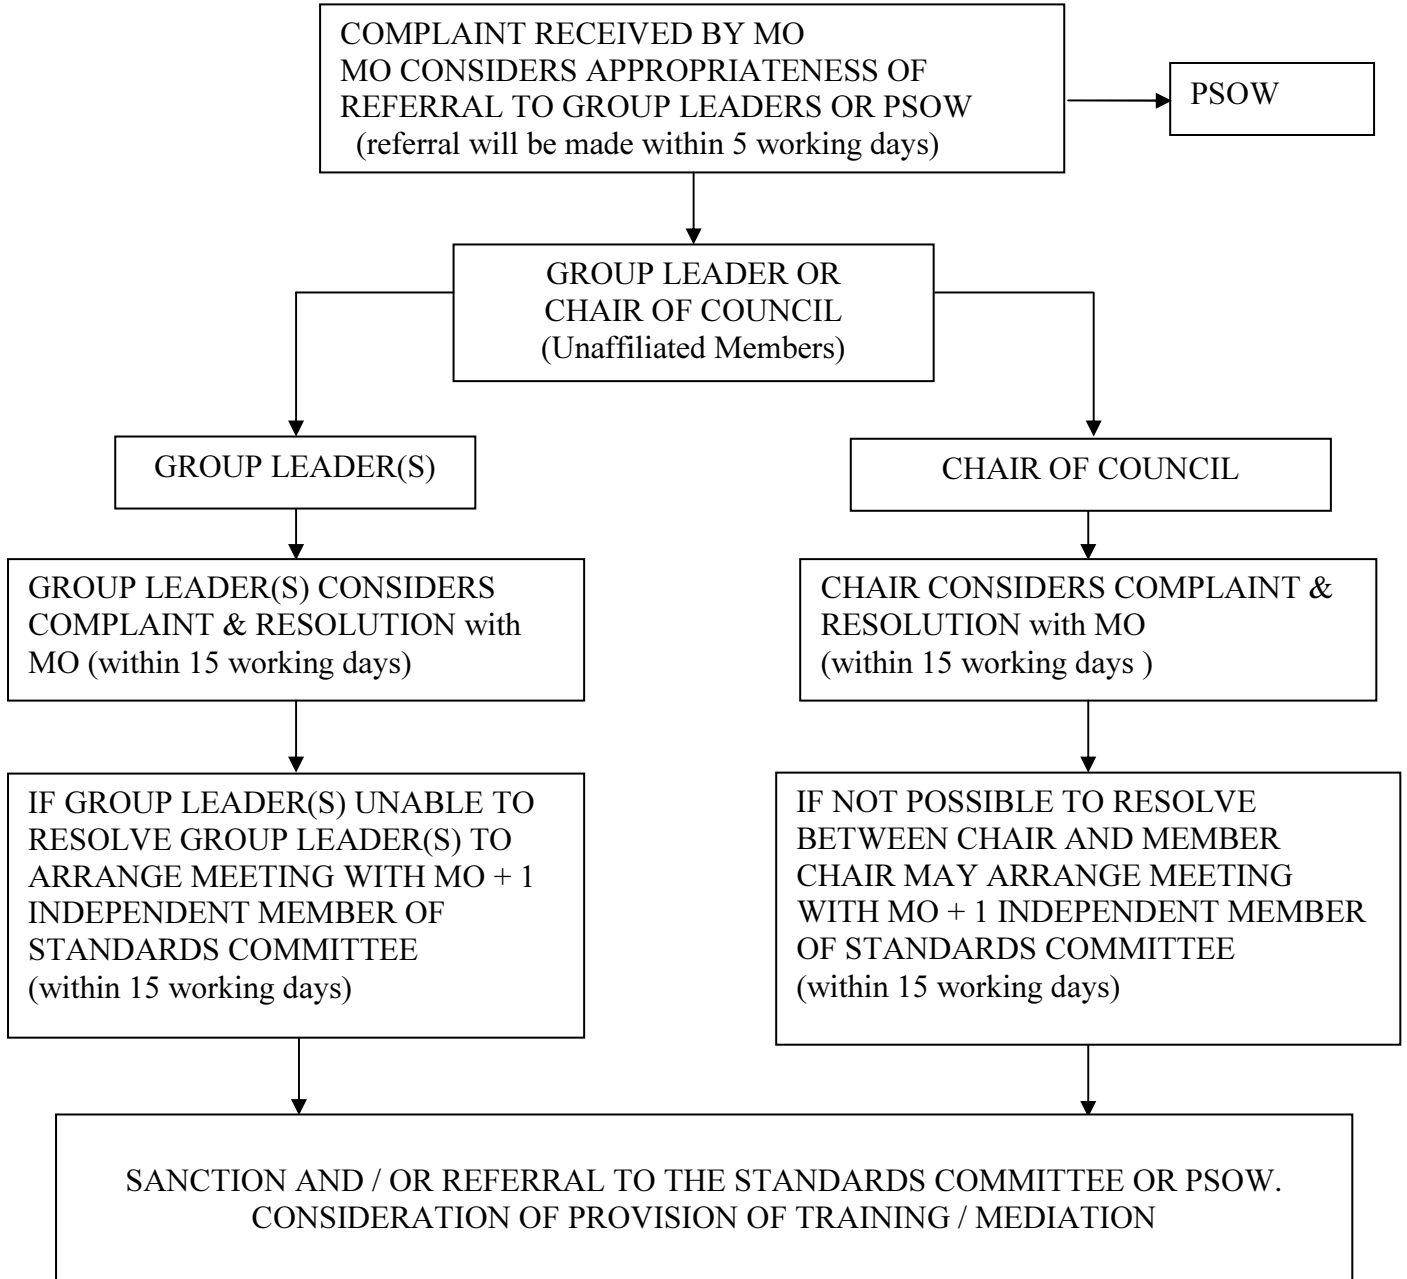 COMPLAINT RECEIVED BY MO
MO CONSIDERS APPROPRIATENESS OF
REFERRAL TO GROUP LEADERS OR PSOW
(referral will be made within 5 working days)
PSOW
GROUP LEADER OR
CHAIR OF COUNCIL
(Unaffiliated Members)
GROUP LEADER(S)
CHAIR OF COUNCIL
GROUP LEADER(S) CONSIDERS
COMPLAINT & RESOLUTION with
MO (within 15 working days)
CHAIR CONSIDERS COMPLAINT &
RESOLUTION with MO
(within 15 working days )
IF GROUP LEADER(S) UNABLE TO
RESOLVE GROUP LEADER(S) TO
ARRANGE MEETING WITH MO + 1
INDEPENDENT MEMBER OF
STANDARDS COMMITTEE
(within 15 working days)
IF NOT POSSIBLE TO RESOLVE
BETWEEN CHAIR AND MEMBER
CHAIR MAY ARRANGE MEETING
WITH MO + 1 INDEPENDENT MEMBER
OF STANDARDS COMMITTEE
(within 15 working days)
SANCTION AND / OR REFERRAL TO THE STANDARDS COMMITTEE OR PSOW.
CONSIDERATION OF PROVISION OF TRAINING / MEDIATION